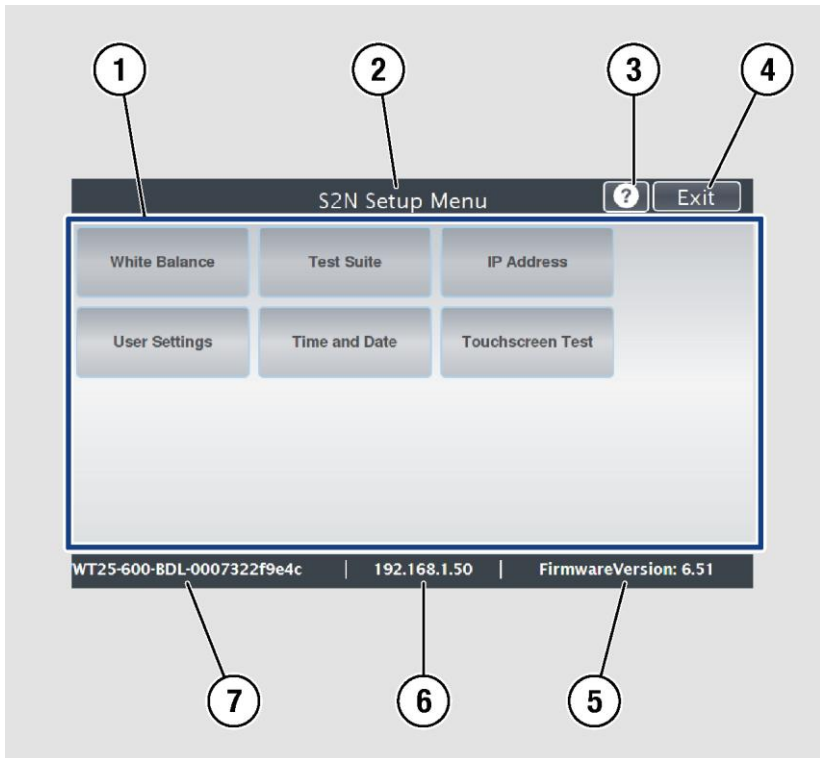 1 2 3 4
S2N Setup Menu ? Exit
White Balance Test Suite IP Address
User Settings Time and Date Touchscreen Test
WT25-600-BDL-0007322f9e4c | 192.168.1.50 | FirmwareVersion: 6.51
7 6 5